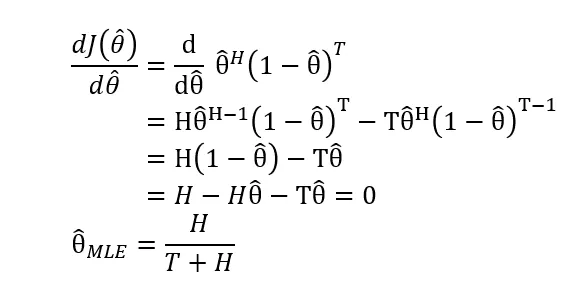 dJ(θ̂)/dθ̂ = d/dθ̂ θ̂^H(1 − θ̂)^T
= Hθ̂^(H−1)(1 − θ̂)^T − Tθ̂^H(1 − θ̂)^(T−1)
= H(1 − θ̂) − Tθ̂
= H − Hθ̂ − Tθ̂ = 0
θ̂_MLE = H/(T + H)